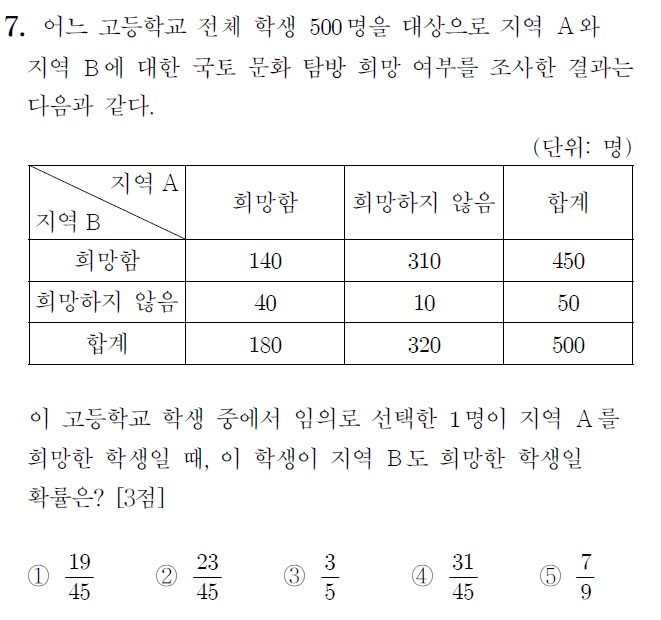 7. 어느 고등학교 전체 학생 500명을 대상으로 지역 A와
지역 B에 대한 국토 문화 탐방 희망 여부를 조사한 결과는
다음과 같다.
(단위: 명)
지역 A
지역 B
희망함 희망하지 않음 합계
희망함 140 310 450
희망하지 않음 40 10 50
합계 180 320 500
이 고등학교 학생 중에서 임의로 선택한 1명이 지역 A를
희망한 학생일 때, 이 학생이 지역 B도 희망한 학생일
확률은? [3점]
① 19/45 ② 23/45 ③ 3/5 ④ 31/45 ⑤ 7/9